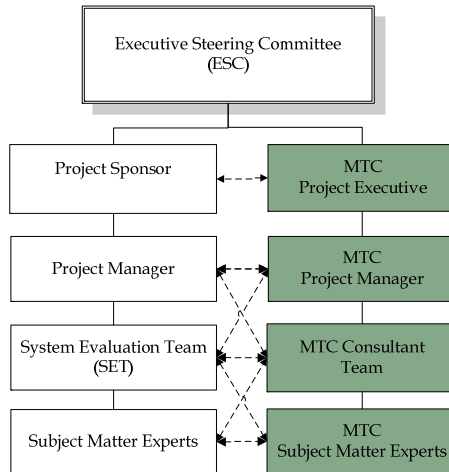 Executive Steering Committee
(ESC)
Project Sponsor
MTC
Project Executive
Project Manager
MTC
Project Manager
System Evaluation Team
(SET)
MTC Consultant
Team
Subject Matter Experts
MTC
Subject Matter Experts